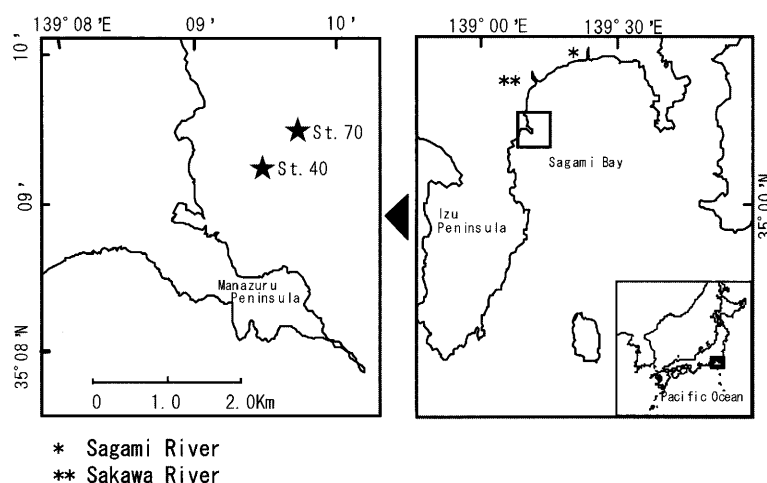 139° 08 'E 09' 10'
10'
09'
35° 08'N
St. 70
St. 40
Manazuru
Peninsula
0 1.0 2.0Km
139° 00 'E 139° 30 'E
*
**
Sagami Bay
Izu
Peninsula
35° 00'N
Pacific Ocean
* Sagami River
** Sakawa River